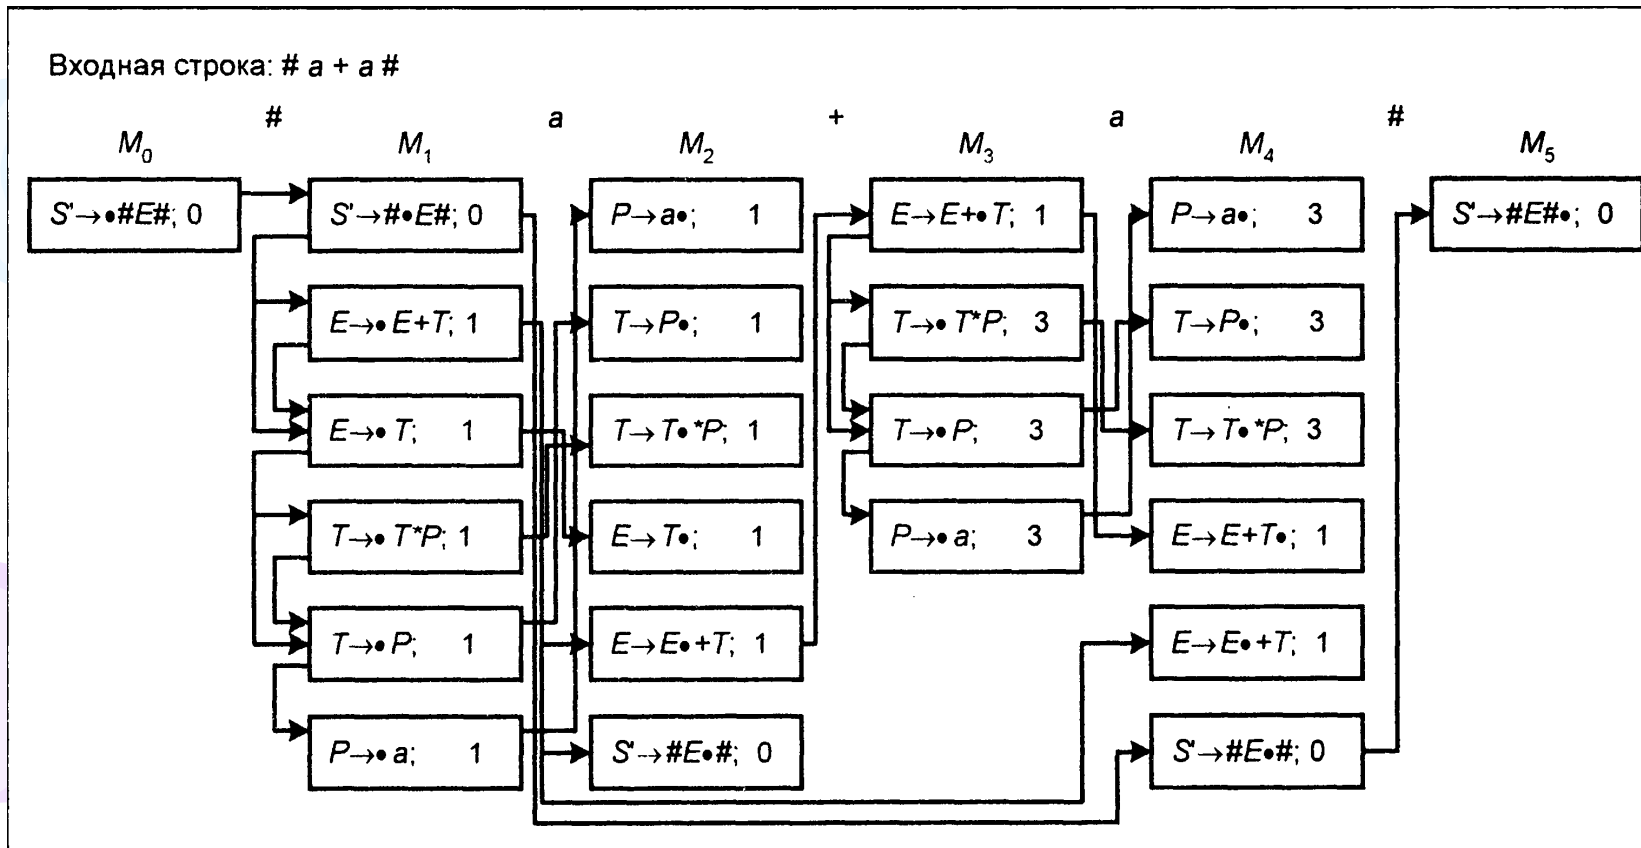 Входная строка: # a + a #
# a + a #
M₀ M₁ M₂ M₃ M₄ M₅
S'→•#E#; 0 S'→#•E#; 0 P→a•; 1 E→E+•T; 1 P→a•; 3 S'→#E#•; 0
E→•E+T; 1 T→P•; 1 T→•T*P; 3 T→P•; 3
E→•T; 1 T→T•*P; 1 T→•P; 3 T→T•*P; 3
T→•T*P; 1 E→T•; 1 P→•a; 3 E→E+T•; 1
T→•P; 1 E→E•+T; 1 E→E•+T; 1
P→•a; 1 S'→#E•#; 0 S'→#E•#; 0